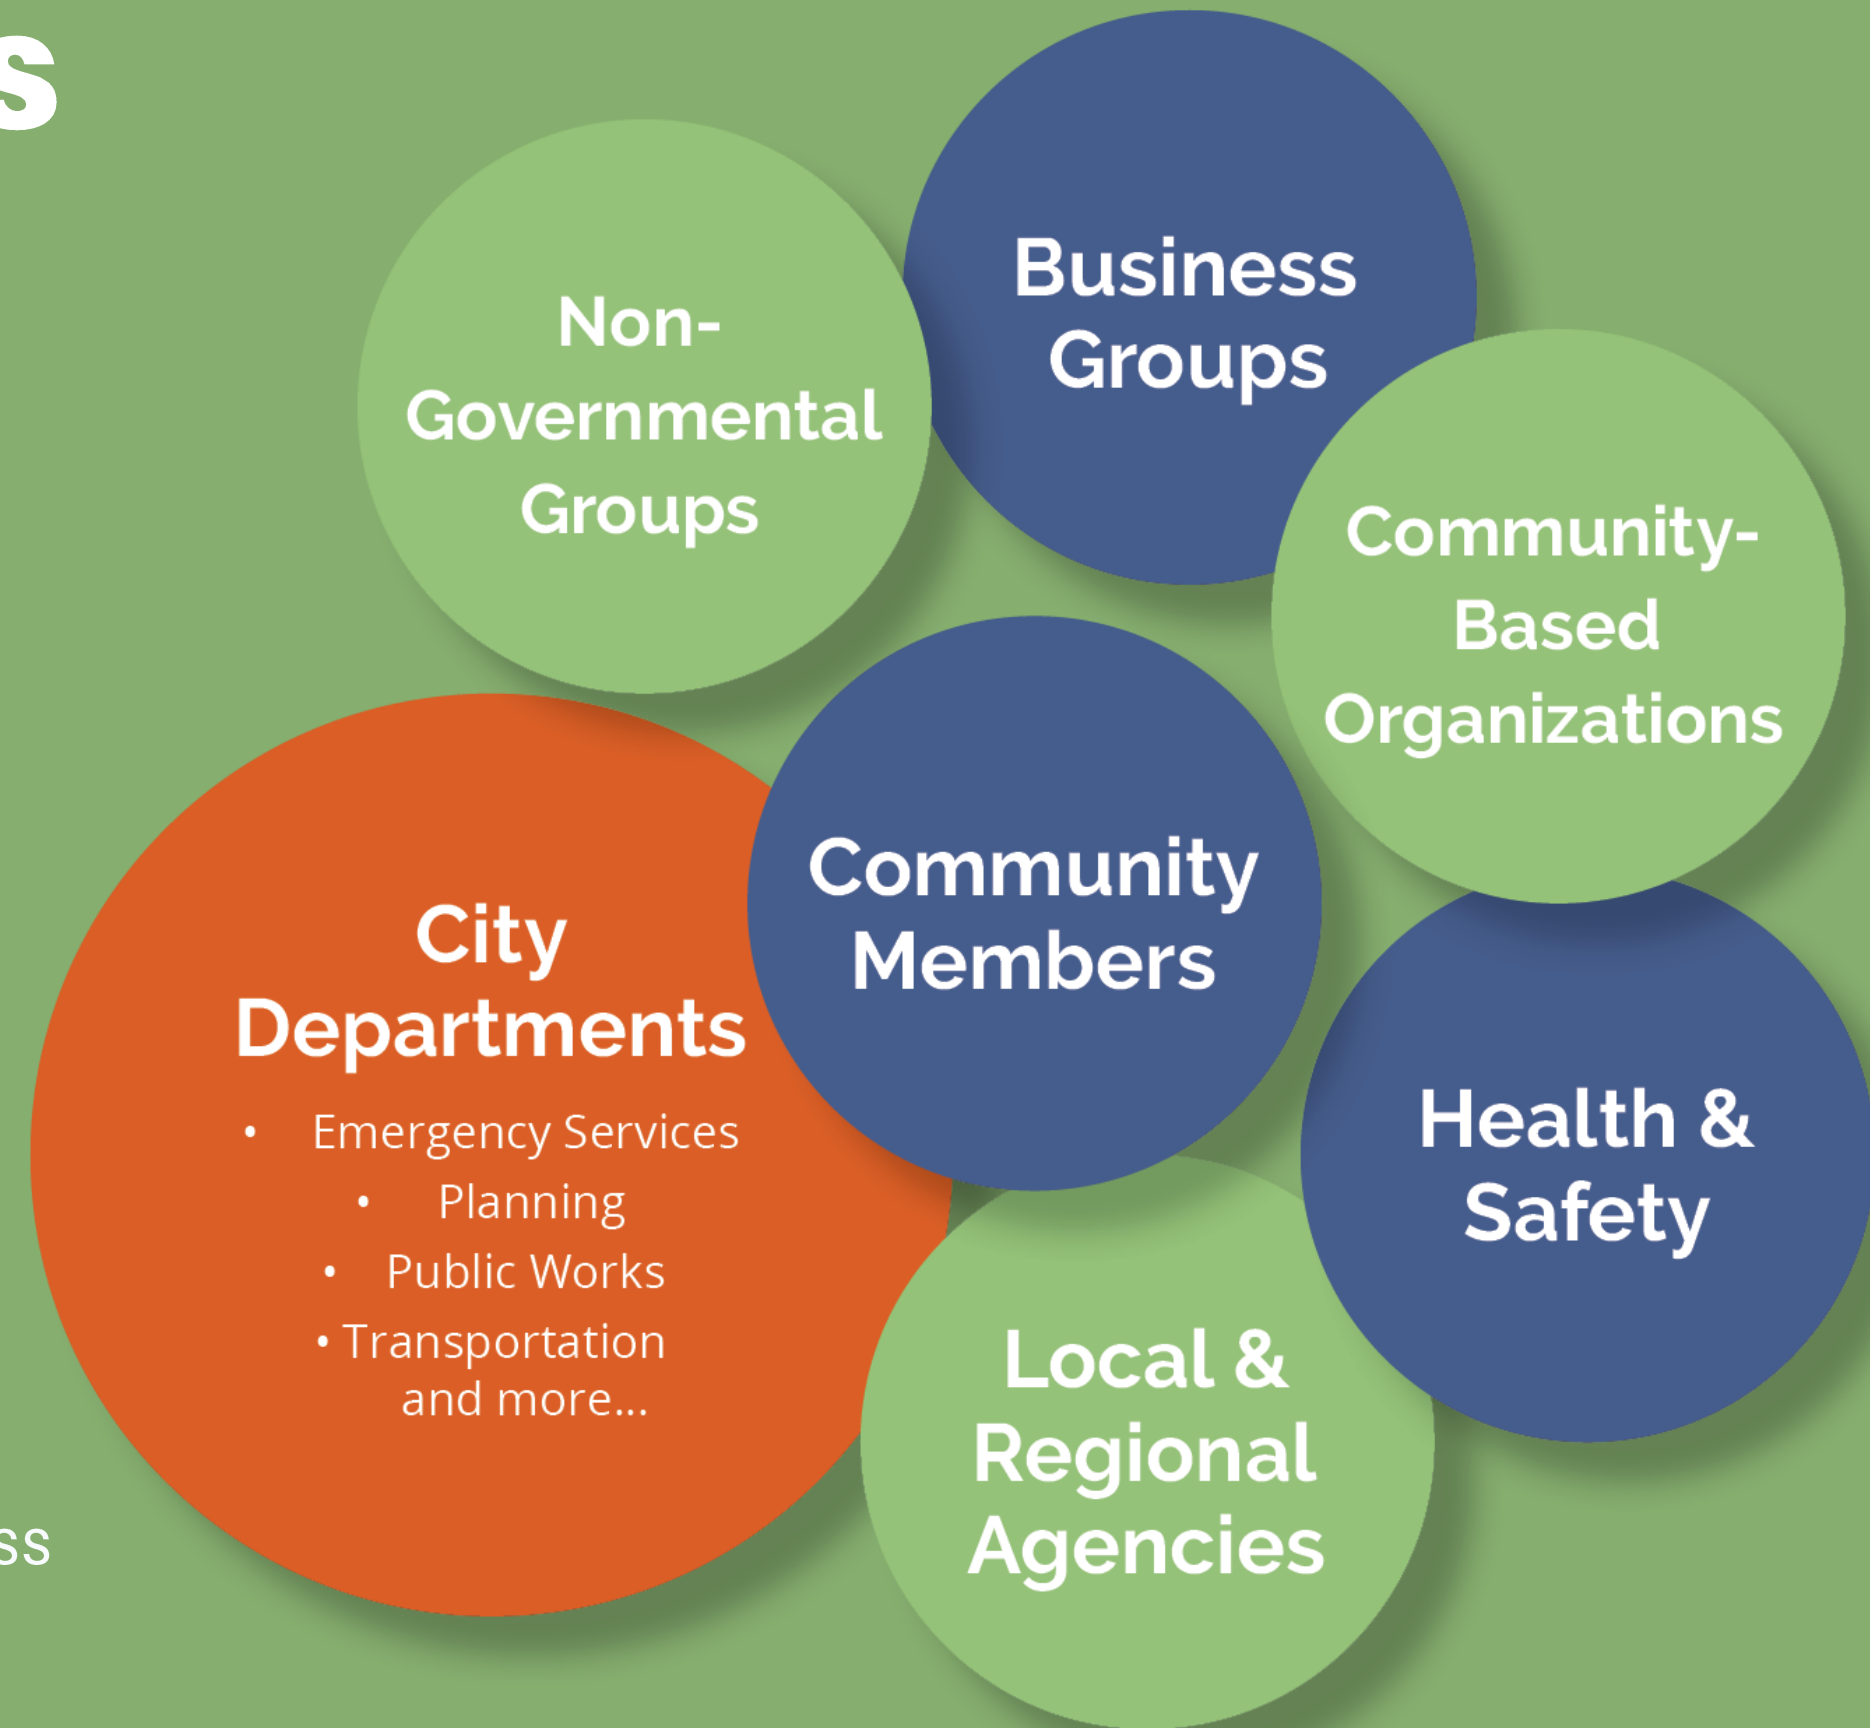 s
Non-
Governmental
Groups
Business
Groups
Community-
Based
Organizations
Community
Members
City
Departments
• Emergency Services
• Planning
• Public Works
• Transportation
and more...
Health &
Safety
Local &
Regional
Agencies
ss